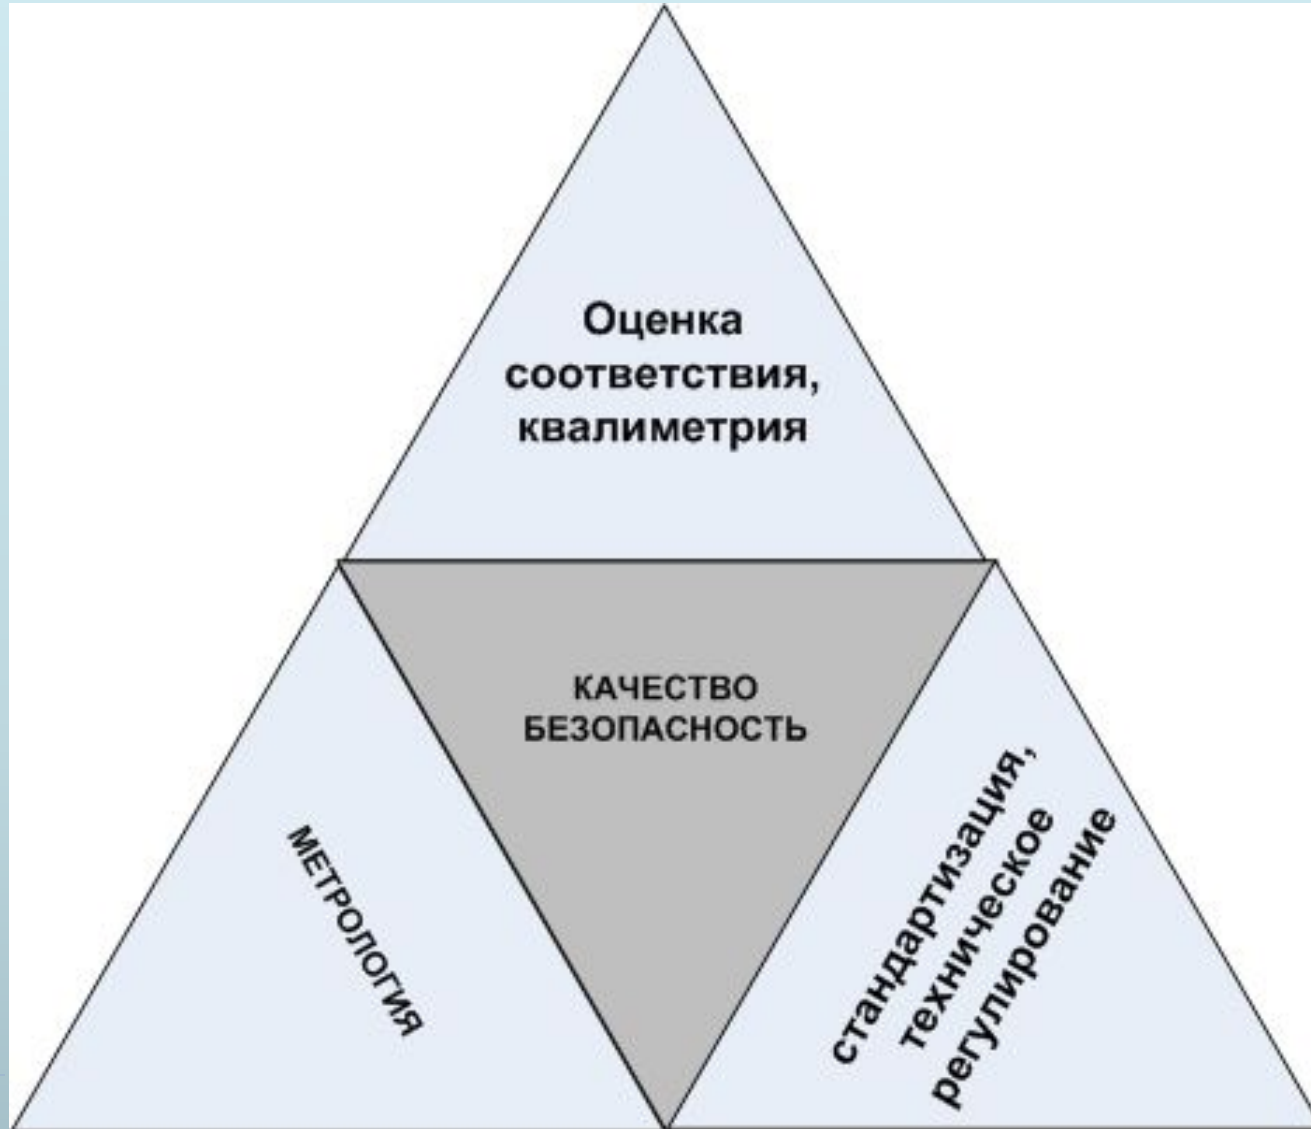 Оценка
соответствия,
квалиметрия
КАЧЕСТВО
БЕЗОПАСНОСТЬ
МЕТРОЛОГИЯ
стандартизация,
техническое
регулирование